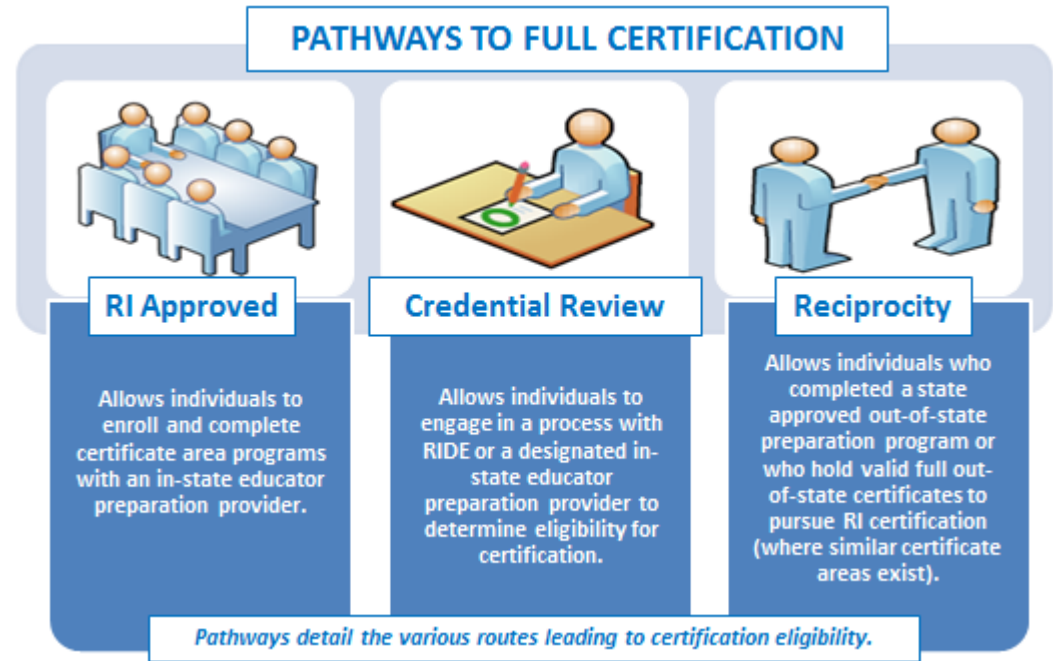 PATHWAYS TO FULL CERTIFICATION
RI Approved
Allows individuals to
enroll and complete
certificate area programs
with an in-state educator
preparation provider.
Credential Review
Allows individuals to
engage in a process with
RIDE or a designated in-
state educator
preparation provider to
determine eligibility for
certification.
Reciprocity
Allows individuals who
completed a state
approved out-of-state
preparation program or
who hold valid full out-
of-state certificates to
pursue RI certification
(where similar certificate
areas exist).
Pathways detail the various routes leading to certification eligibility.